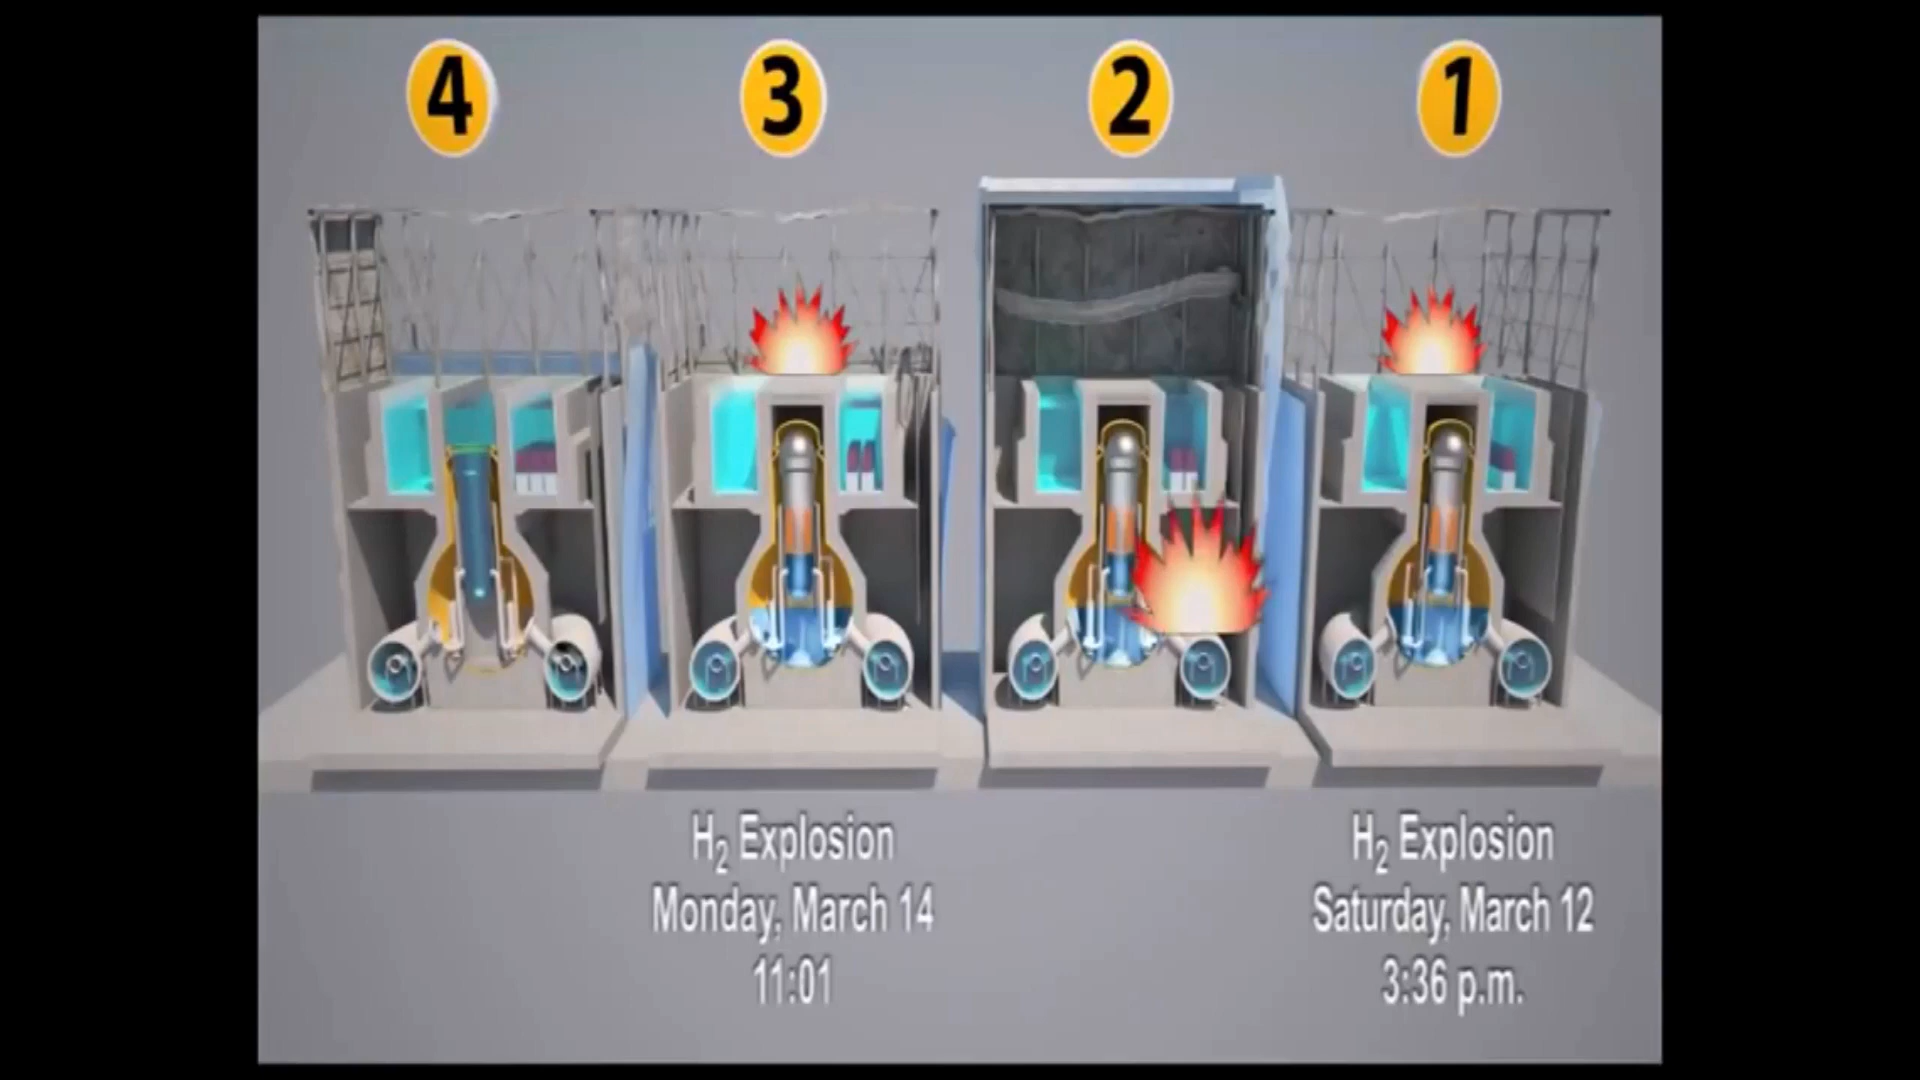 4 3 2 1
H₂ Explosion
Monday, March 14
11:01
H₂ Explosion
Saturday, March 12
3:36 p.m.